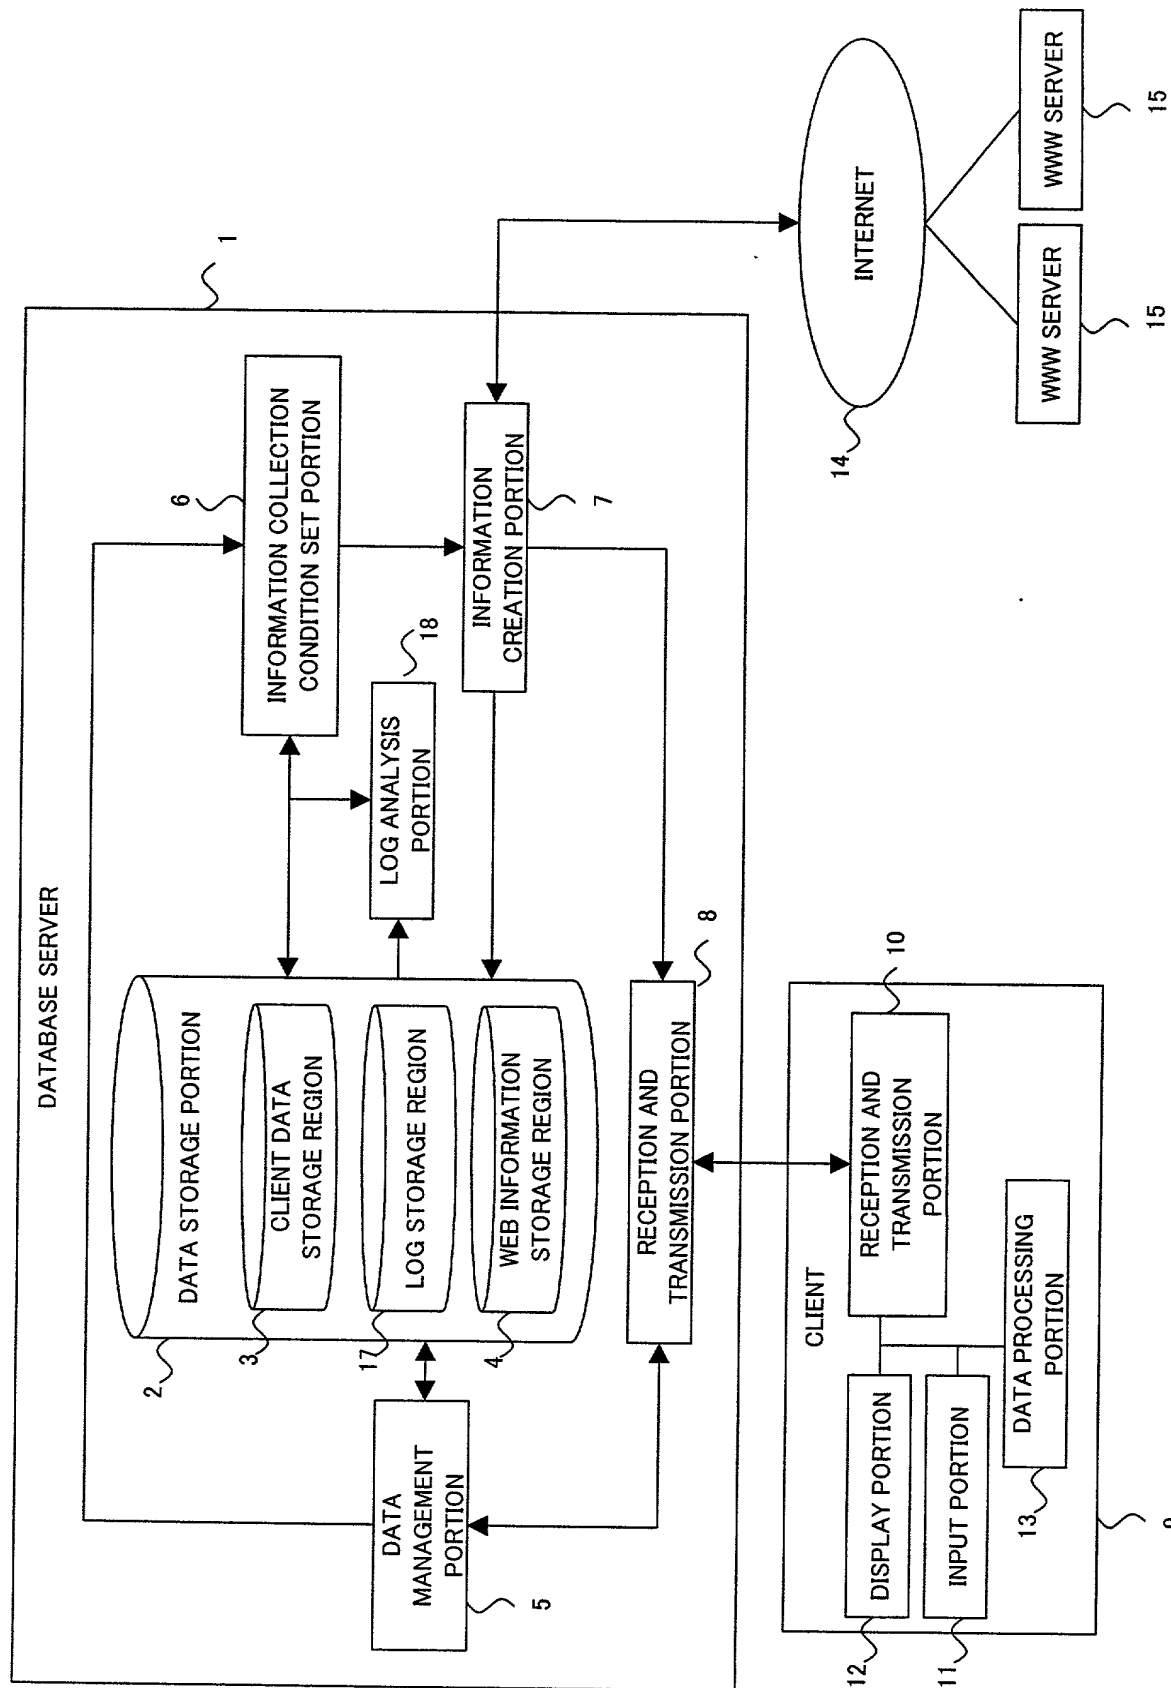 DATABASE SERVER
1
DATA STORAGE PORTION
2
CLIENT DATA
STORAGE REGION
3
LOG STORAGE REGION
17
WEB INFORMATION
STORAGE REGION
4
DATA
MANAGEMENT
PORTION
5
INFORMATION COLLECTION
CONDITION SET PORTION
6
LOG ANALYSIS
PORTION
18
INFORMATION
CREATION PORTION
7
RECEPTION AND
TRANSMISSION PORTION
8
CLIENT
RECEPTION AND
TRANSMISSION
PORTION
10
DISPLAY PORTION
12
INPUT PORTION
11
DATA PROCESSING
PORTION
13
INTERNET
14
WWW SERVER
15
WWW SERVER
15